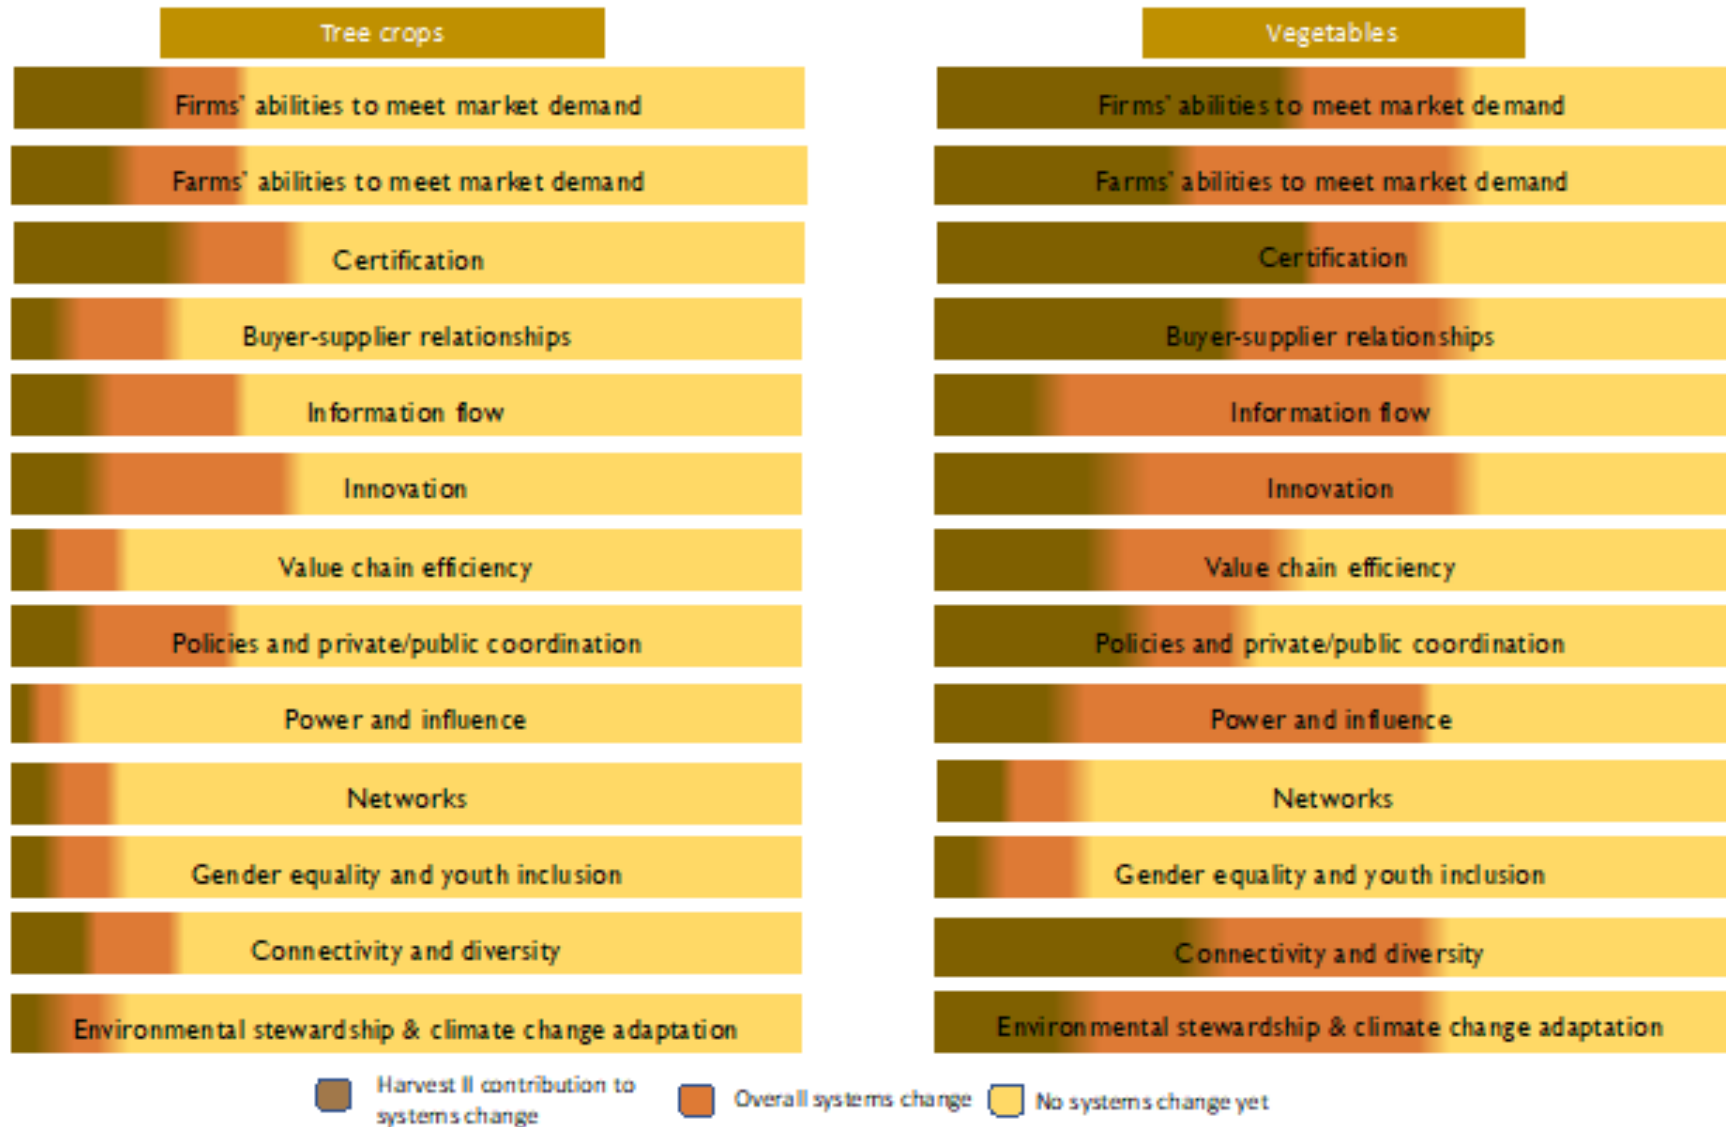 Tree crops
Firms' abilities to meet market demand
Farms' abilities to meet market demand
Certification
Buyer-supplier relationships
Information flow
Innovation
Value chain efficiency
Policies and private/public coordination
Power and influence
Networks
Gender equality and youth inclusion
Connectivity and diversity
Environmental stewardship & climate change adaptation
Vegetables
Firms' abilities to meet market demand
Farms' abilities to meet market demand
Certification
Buyer-supplier relationships
Information flow
Innovation
Value chain efficiency
Policies and private/public coordination
Power and influence
Networks
Gender equality and youth inclusion
Connectivity and diversity
Environmental stewardship & climate change adaptation
Harvest II contribution to
systems change
Overall systems change
No systems change yet